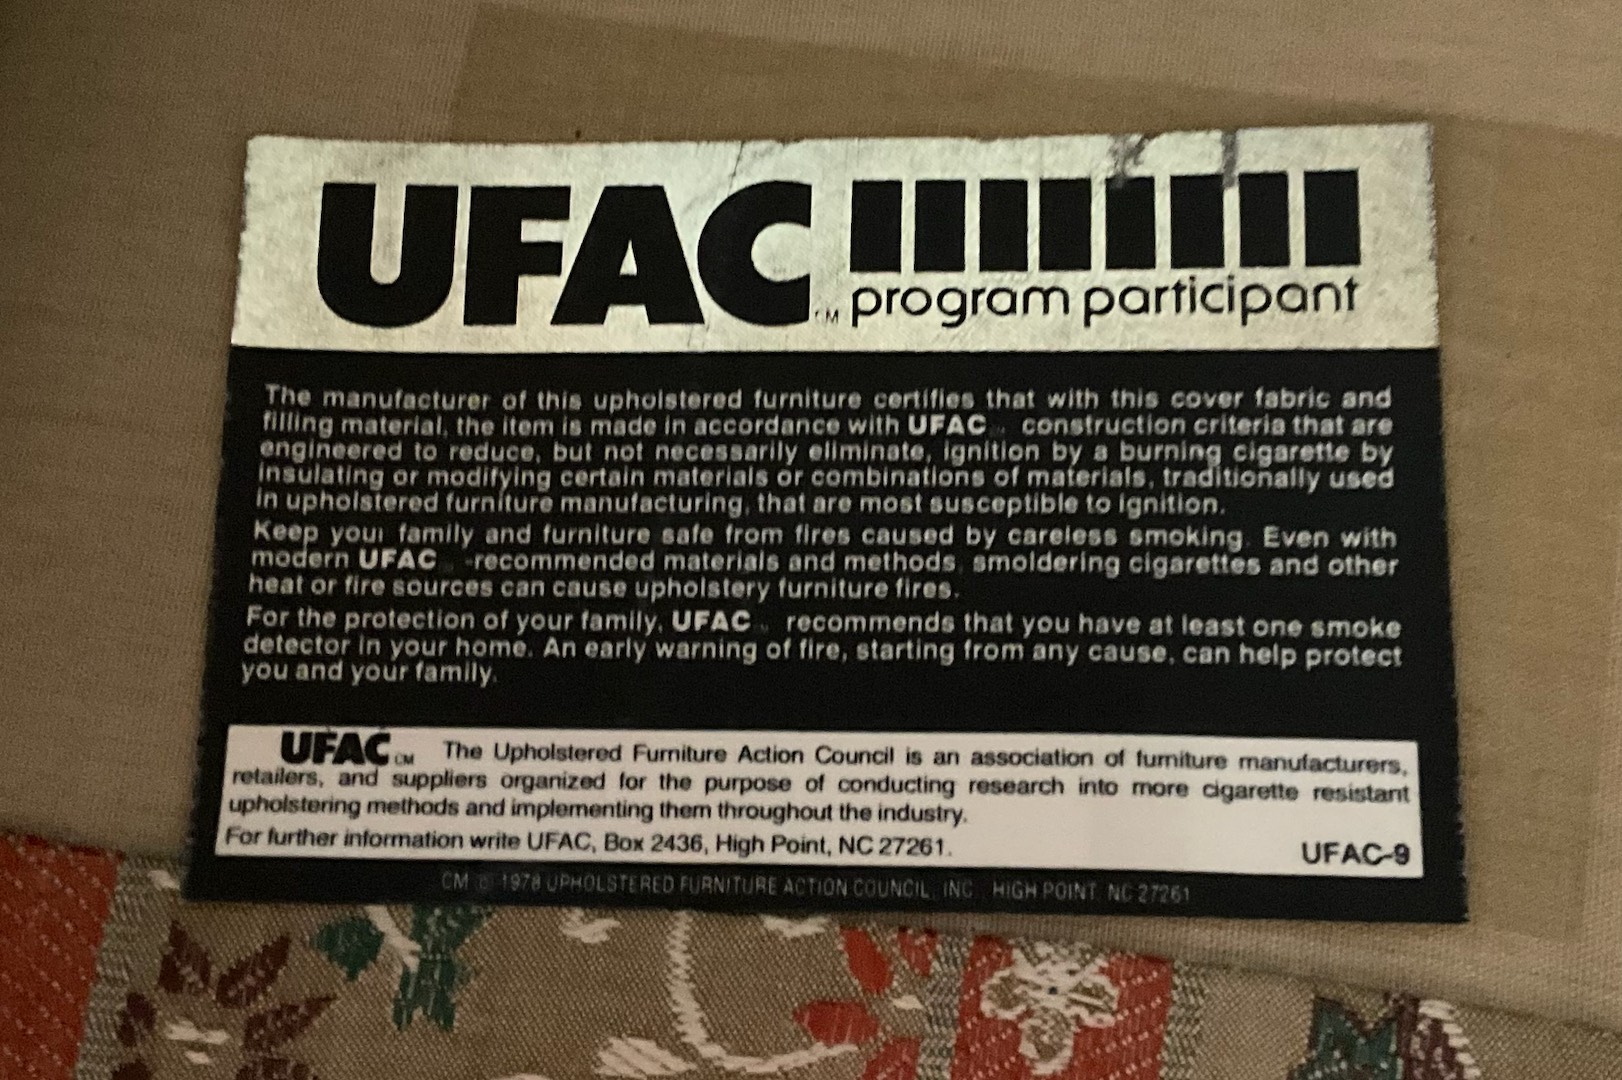 UFAC TM program participant
The manufacturer of this upholstered furniture certifies that with this cover fabric and
filling material, the item is made in accordance with UFAC construction criteria that are
engineered to reduce, but not necessarily eliminate, ignition by a burning cigarette by
insulating or modifying certain materials or combinations of materials, traditionally used
in upholstered furniture manufacturing, that are most susceptible to ignition.
Keep your family and furniture safe from fires caused by careless smoking. Even with
modern UFAC -recommended materials and methods, smoldering cigarettes and other
heat or fire sources can cause upholstery furniture fires.
For the protection of your family, UFAC recommends that you have at least one smoke
detector in your home. An early warning of fire, starting from any cause, can help protect
you and your family.
UFAC CM The Upholstered Furniture Action Council is an association of furniture manufacturers,
retailers, and suppliers organized for the purpose of conducting research into more cigarette resistant
upholstering methods and implementing them throughout the industry.
For further information write UFAC, Box 2436, High Point, NC 27261.
UFAC-9
CM © 1978 UPHOLSTERED FURNITURE ACTION COUNCIL, INC. HIGH POINT, NC 27261